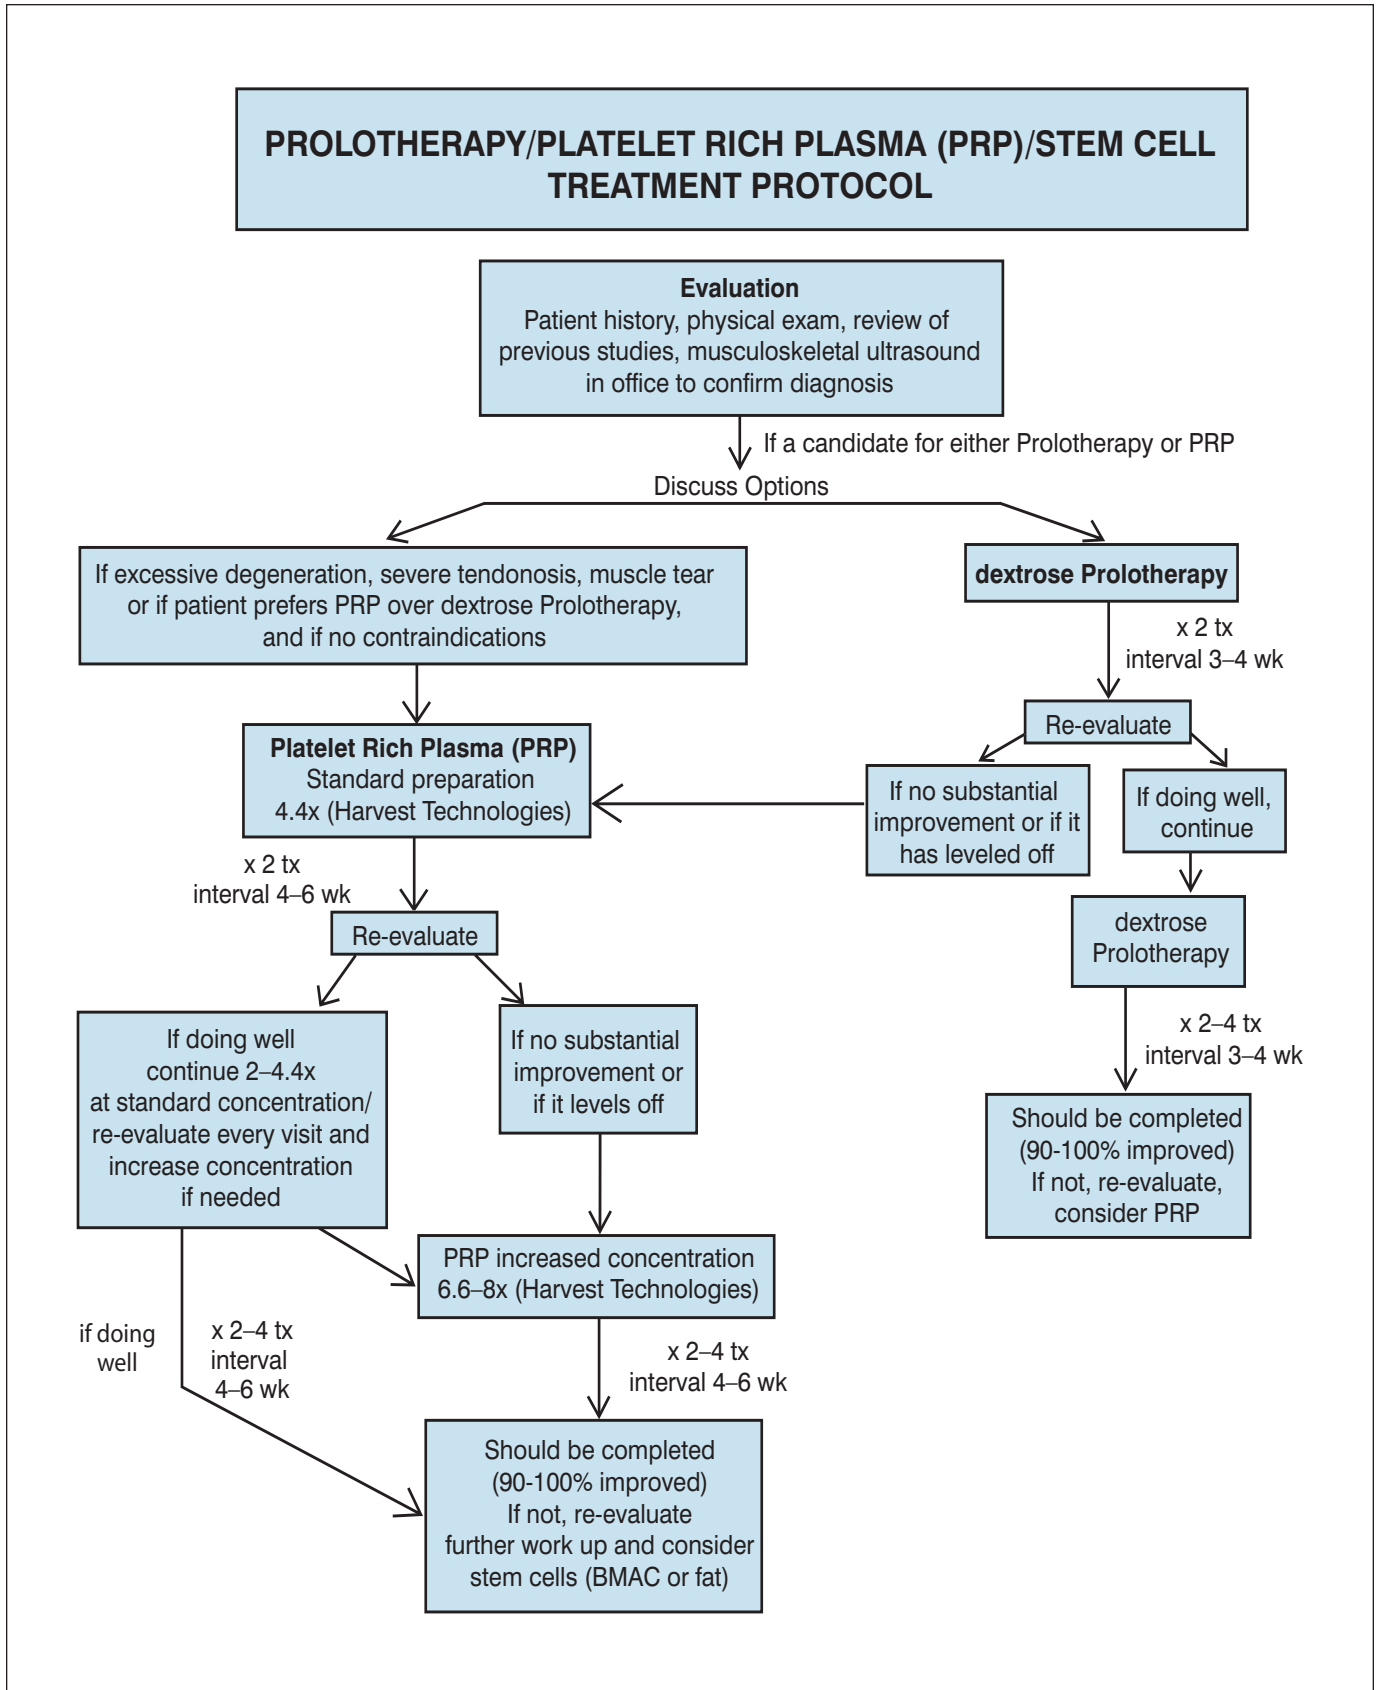 PROLOTHERAPY/PLATELET RICH PLASMA (PRP)/STEM CELL
TREATMENT PROTOCOL
Evaluation
Patient history, physical exam, review of
previous studies, musculoskeletal ultrasound
in office to confirm diagnosis
If a candidate for either Prolotherapy or PRP
Discuss Options
If excessive degeneration, severe tendonosis, muscle tear
or if patient prefers PRP over dextrose Prolotherapy,
and if no contraindications
dextrose Prolotherapy
x 2 tx
interval 3–4 wk
Re-evaluate
Platelet Rich Plasma (PRP)
Standard preparation
4.4x (Harvest Technologies)
If no substantial
improvement or if it
has leveled off
If doing well,
continue
x 2 tx
interval 4–6 wk
dextrose
Prolotherapy
Re-evaluate
x 2–4 tx
interval 3–4 wk
If doing well
continue 2–4.4x
at standard concentration/
re-evaluate every visit and
increase concentration
if needed
If no substantial
improvement or
if it levels off
Should be completed
(90-100% improved)
If not, re-evaluate,
consider PRP
PRP increased concentration
6.6–8x (Harvest Technologies)
if doing
well
x 2–4 tx
interval
4–6 wk
x 2–4 tx
interval 4–6 wk
Should be completed
(90-100% improved)
If not, re-evaluate
further work up and consider
stem cells (BMAC or fat)